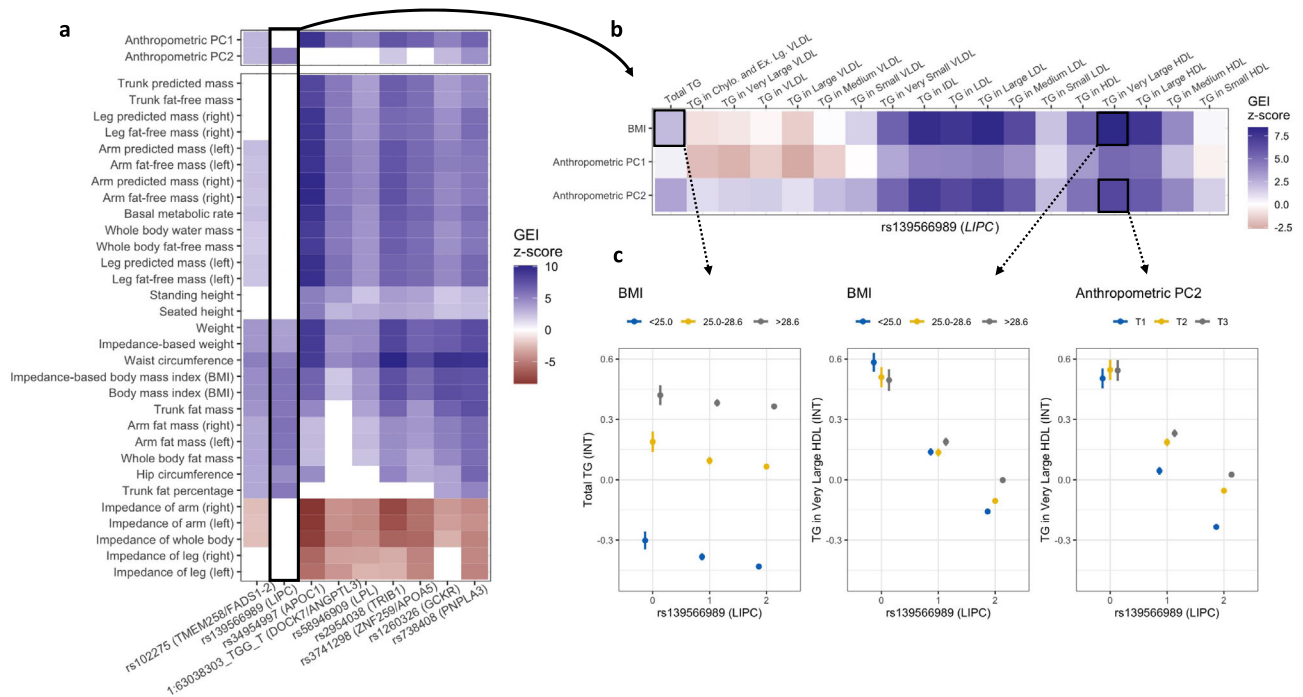 a
Anthropometric PC1
Anthropometric PC2
Trunk predicted mass
Trunk fat-free mass
Leg predicted mass (right)
Leg fat-free mass (right)
Arm predicted mass (left)
Arm fat-free mass (left)
Arm predicted mass (right)
Arm fat-free mass (right)
Basal metabolic rate
Whole body water mass
Whole body fat-free mass
Leg predicted mass (left)
Leg fat-free mass (left)
Standing height
Seated height
Weight
Impedance-based weight
Waist circumference
Impedance-based body mass index (BMI)
Body mass index (BMI)
Trunk fat mass
Arm fat mass (right)
Arm fat mass (left)
Whole body fat mass
Hip circumference
Trunk fat percentage
Impedance of arm (right)
Impedance of arm (left)
Impedance of whole body
Impedance of leg (right)
Impedance of leg (left)
rs102275 (TMEM258/FADS1-2)
rs139566989 (LIPC)
rs34954997 (APOC1)
1:63038303_TGG_T (DOCK7/ANGPTL3)
rs58946909 (LPL)
rs2954038 (TRIB1)
rs3741298 (ZNF259/APOA5)
rs1260326 (GCKR)
rs738408 (PNPLA3)
GEI
z-score
10
5
0
-5
b
Total TG
TG in Chylo. and Ex. Lg. VLDL
TG in Very Large VLDL
TG in VLDL
TG in Large VLDL
TG in Medium VLDL
TG in Small VLDL
TG in Very Small VLDL
TG in IDL
TG in LDL
TG in Large LDL
TG in Medium LDL
TG in Small LDL
TG in HDL
TG in Very Large HDL
TG in Large HDL
TG in Medium HDL
TG in Small HDL
BMI
Anthropometric PC1
Anthropometric PC2
rs139566989 (LIPC)
GEI
z-score
7.5
5.0
2.5
0.0
-2.5
c
BMI
<25.0 25.0-28.6 >28.6
Total TG (INT)
0.6
0.3
0.0
-0.3
0 1 2
rs139566989 (LIPC)
BMI
<25.0 25.0-28.6 >28.6
TG in Very Large HDL (INT)
0.6
0.3
0.0
-0.3
0 1 2
rs139566989 (LIPC)
Anthropometric PC2
T1 T2 T3
TG in Very Large HDL (INT)
0.6
0.3
0.0
-0.3
0 1 2
rs139566989 (LIPC)